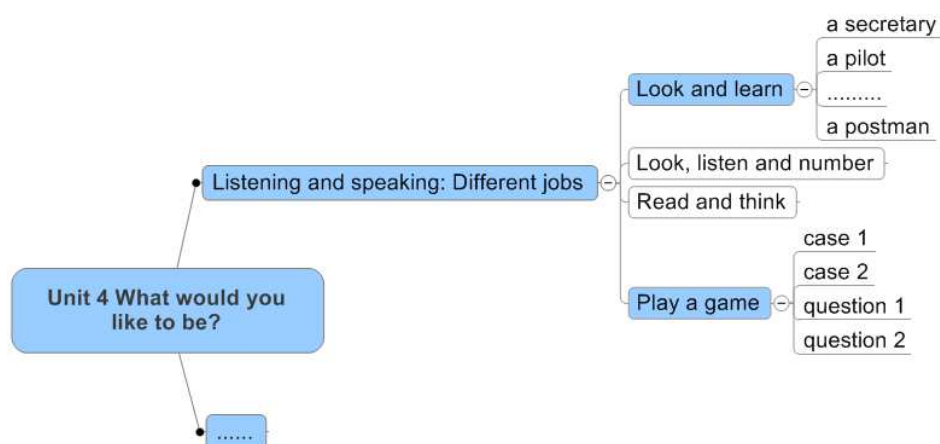 a secretary
a pilot
Look and learn
.........
a postman
Look, listen and number
Listening and speaking: Different jobs
Read and think
case 1
case 2
Play a game
question 1
question 2
Unit 4 What would you
like to be?
......